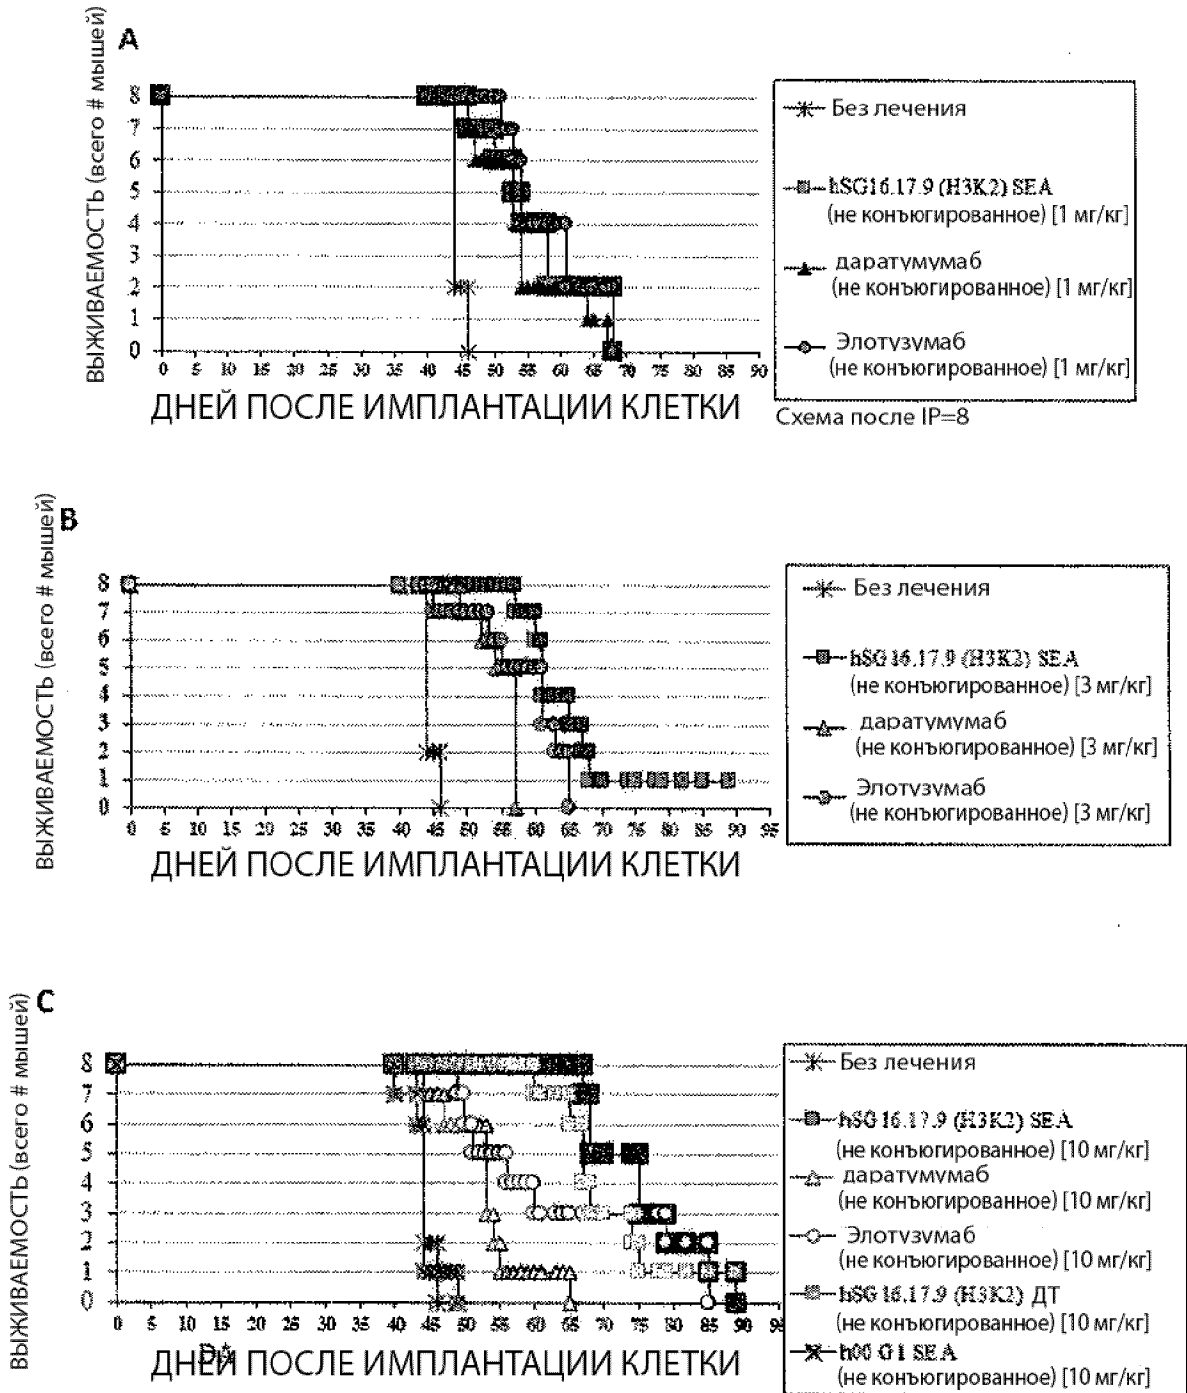 A
ВЫЖИВАЕМОСТЬ (всего # мышей)
8
7
6
5
4
3
2
1
0
0 5 10 15 20 25 30 35 40 45 50 55 60 65 70 75 80 85 90
ДНЕЙ ПОСЛЕ ИМПЛАНТАЦИИ КЛЕТКИ
Без лечения
hSG16.17.9 (H3K2) SEA
(не конъюгированное) [1 мг/кг]
даратумумаб
(не конъюгированное) [1 мг/кг]
Элотузумаб
(не конъюгированное) [1 мг/кг]
Схема после IP=8
B
ВЫЖИВАЕМОСТЬ (всего # мышей)
8
7
6
5
4
3
2
1
0
0 5 10 15 20 25 30 35 40 45 50 55 60 65 70 75 80 85 90 95
ДНЕЙ ПОСЛЕ ИМПЛАНТАЦИИ КЛЕТКИ
Без лечения
hSG16.17.9 (H3K2) SEA
(не конъюгированное) [3 мг/кг]
даратумумаб
(не конъюгированное) [3 мг/кг]
Элотузумаб
(не конъюгированное) [3 мг/кг]
C
ВЫЖИВАЕМОСТЬ (всего # мышей)
8
7
6
5
4
3
2
1
0
0 5 10 15 20 25 30 35 40 45 50 55 60 65 70 75 80 85 90
ДНЕЙ ПОСЛЕ ИМПЛАНТАЦИИ КЛЕТКИ
Без лечения
hSG16.17.9 (H3K2) SEA
(не конъюгированное) [10 мг/кг]
даратумумаб
(не конъюгированное) [10 мг/кг]
Элотузумаб
(не конъюгированное) [10 мг/кг]
hSG16.17.9 (H3K2) ДТ
(не конъюгированное) [10 мг/кг]
h00 G1 SEA
(не конъюгированное) [10 мг/кг]